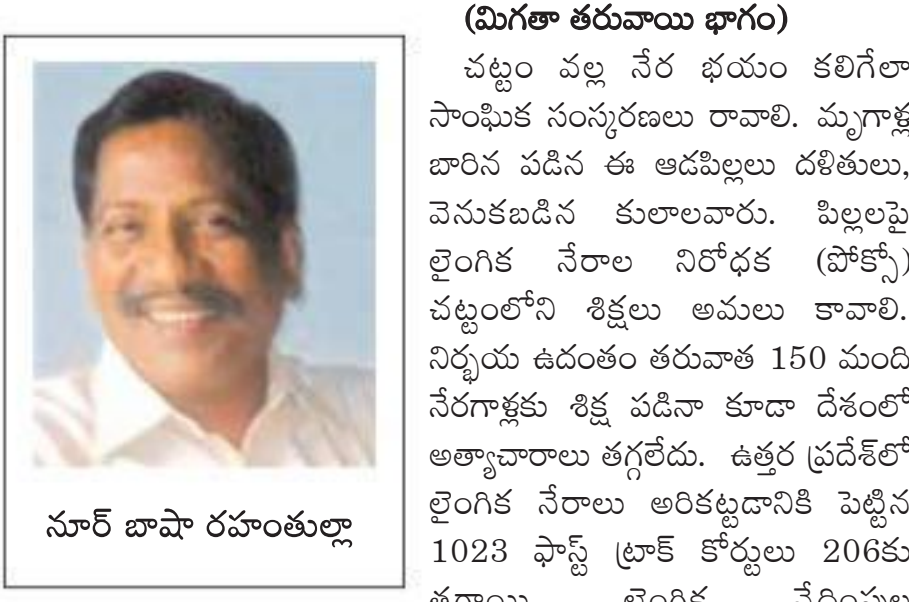 (మిగతా తరువాయి భాగం)
చట్టం వల్ల నేర భయం కలిగేలా
సాంఘిక సంస్కరణలు రావాలి. మృగాళ్ల
బారిన పడిన ఈ ఆడపిల్లలు దళితులు,
వెనుకబడిన కులాలవారు. పిల్లలపై
లైంగిక నేరాల నిరోధక (పోక్సో)
చట్టంలోని శిక్షలు అమలు కావాలి.
నిర్భయ ఉదంతం తరువాత 150 మంది
నేరగాళ్లకు శిక్ష పడినా కూడా దేశంలో
అత్యాచారాలు తగ్గలేదు. ఉత్తర ప్రదేశ్‌లో
లైంగిక నేరాలు అరికట్టడానికి పెట్టిన
1023 ఫాస్ట్ ట్రాక్ కోర్టులు 206కు
నూర్ బాషా రహంతుల్లా